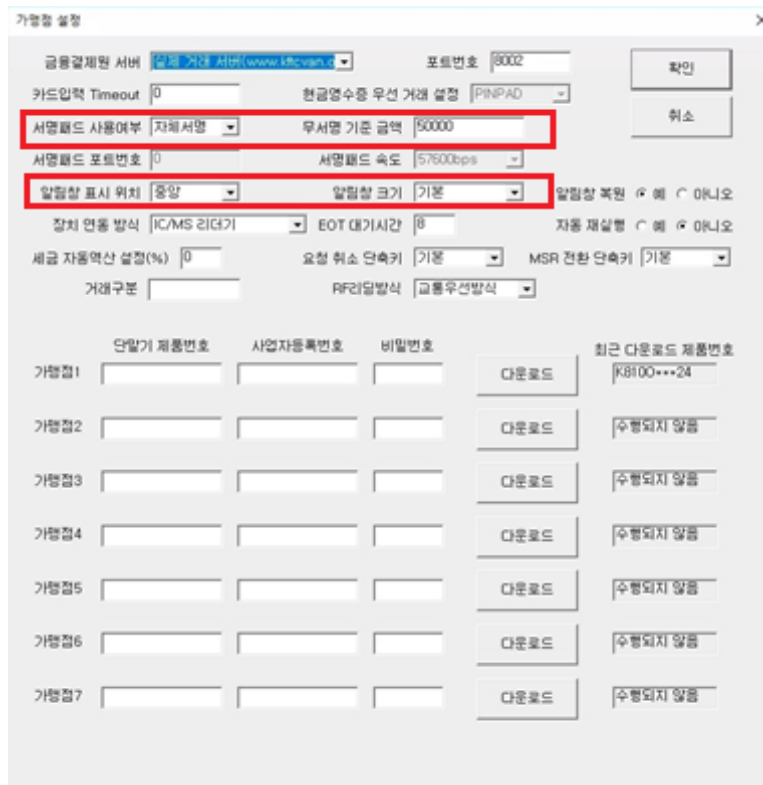 가맹점 설정
금융결제원 서버 실제 거래 서버(www.kftcvan.o 포트번호 8002 확인
카드입력 Timeout 0 현금영수증 우선 거래 설정 PINPAD 취소
서명패드 사용여부 자체서명 무서명 기준 금액 50000
서명패드 포트번호 0 서명패드 속도 57600bps
알림창 표시 위치 중앙 알림창 크기 기본 알림창 복원 예 아니오
장치 연동 방식 IC/MS 리더기 EOT 대기시간 8 자동 재실행 예 아니오
세금 자동역산 설정(%) 0 요청 취소 단축키 기본 MSR 전환 단축키 기본
거래구분 RF리딩방식 교통우선방식
단말기 제품번호 사업자등록번호 비밀번호 최근 다운로드 제품번호
가맹점1 다운로드 K8100***24
가맹점2 다운로드 수행되지 않음
가맹점3 다운로드 수행되지 않음
가맹점4 다운로드 수행되지 않음
가맹점5 다운로드 수행되지 않음
가맹점6 다운로드 수행되지 않음
가맹점7 다운로드 수행되지 않음